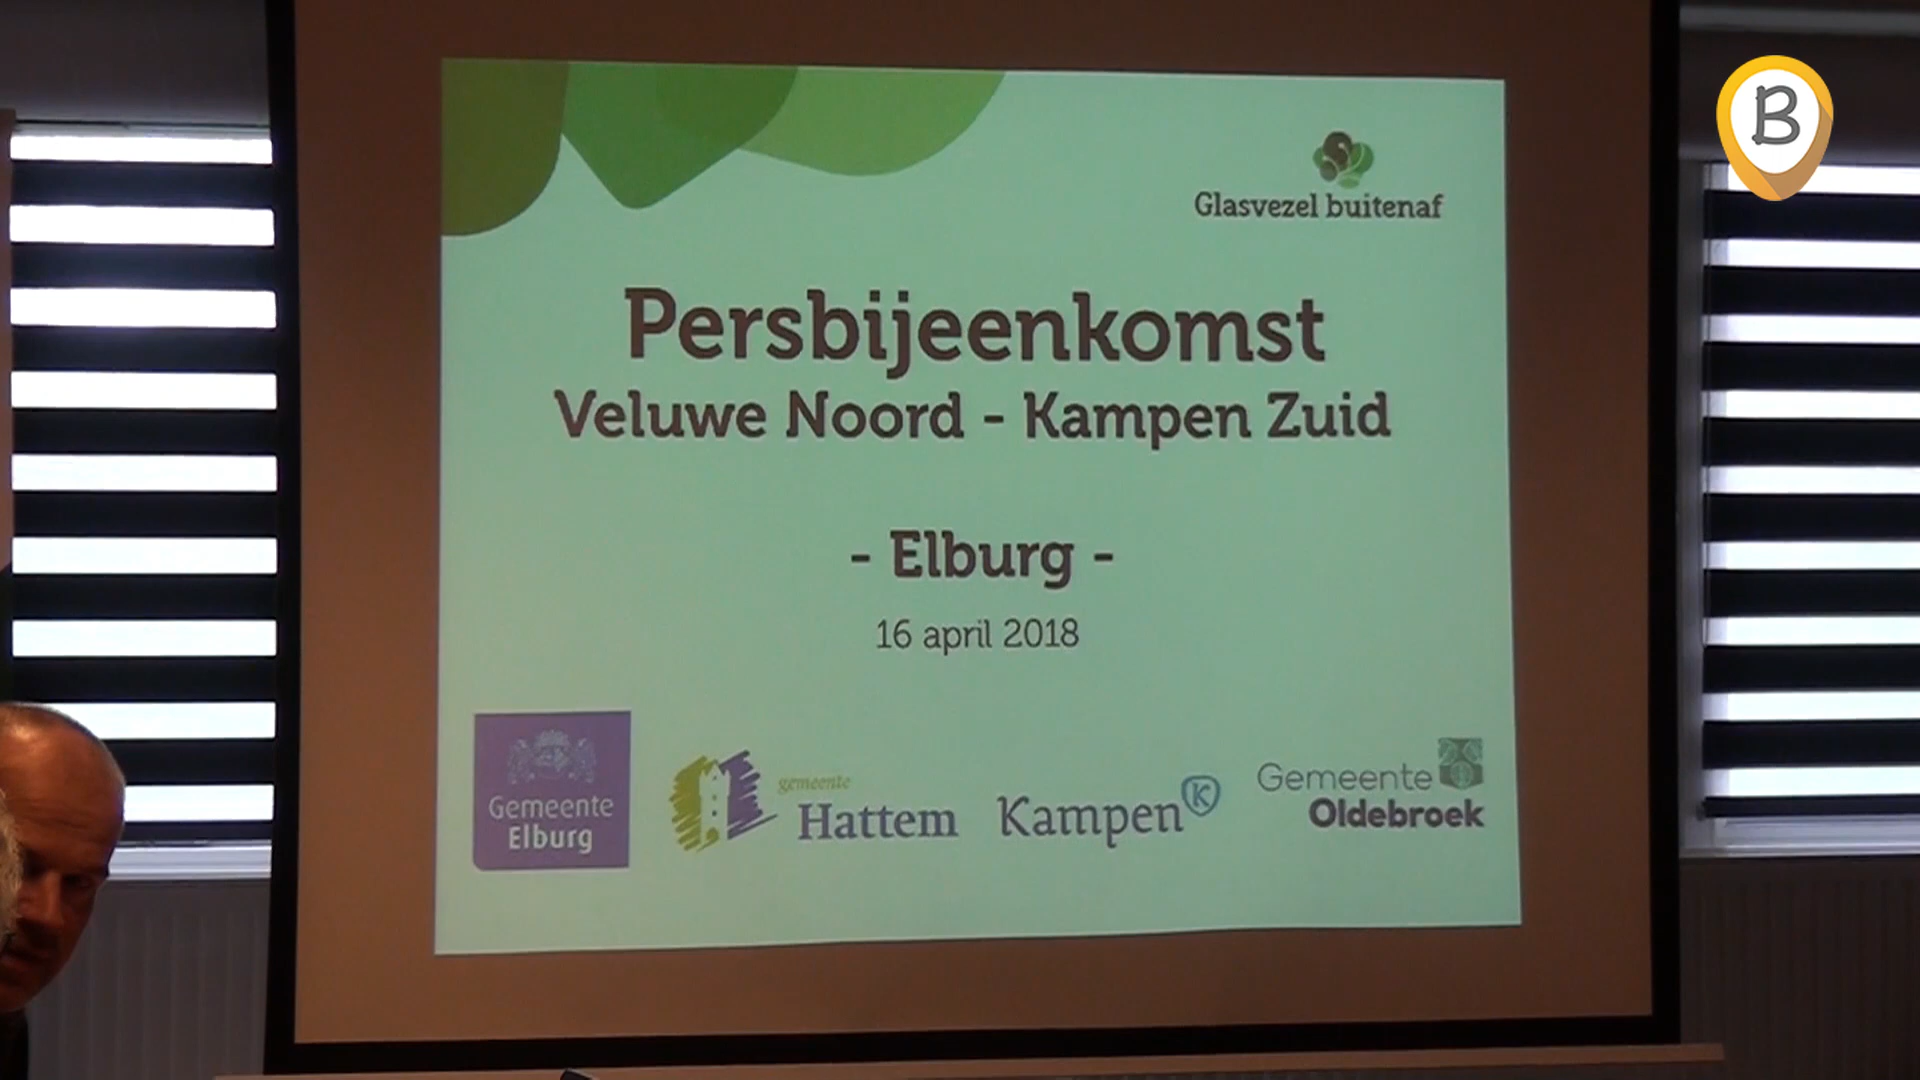 B
Glasvezel buitenaf
Persbijeenkomst
Veluwe Noord - Kampen Zuid
- Elburg -
16 april 2018
Gemeente
Elburg
gemeente
Hattem
Kampen K
Gemeente
Oldebroek